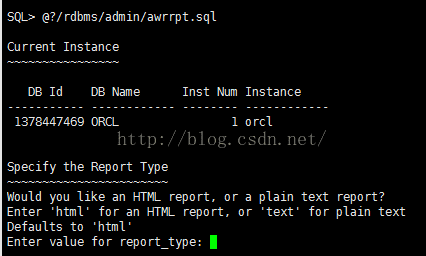 SQL> @?/rdbms/admin/awrrpt.sql
Current Instance
~~~~~~~~~~~~~~~~
DB Id DB Name Inst Num Instance
----------- ------------ -------- ------------
1378447469 ORCL 1 orcl
http://blog.csdn.net/
Specify the Report Type
~~~~~~~~~~~~~~~~~~~~~~~
Would you like an HTML report, or a plain text report?
Enter 'html' for an HTML report, or 'text' for plain text
Defaults to 'html'
Enter value for report_type: